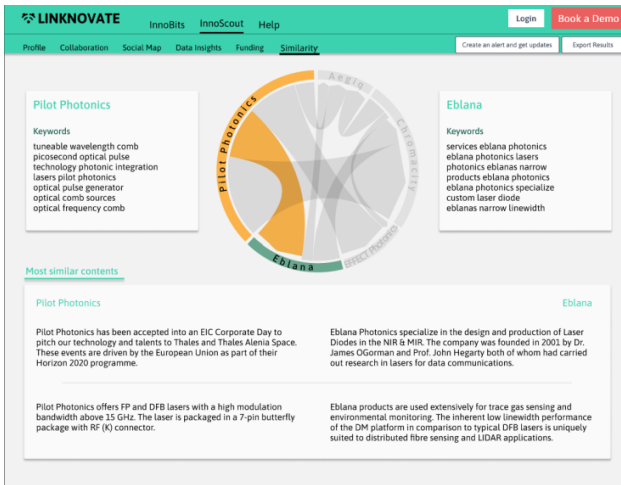 LINKNOVATE
InnoBits
InnoScout
Help
Login
Book a Demo
Profile
Collaboration
Social Map
Data Insights
Funding
Similarity
Create an alert and get updates
Export Results
Pilot Photonics
Keywords
tuneable wavelength comb
picosecond optical pulse
technology photonic integration
lasers pilot photonics
optical pulse generator
optical comb sources
optical frequency comb
Pilot Photonics
Aegiq
Chromacity
EFFECT Photonics
Eblana
Eblana
Keywords
services eblana photonics
eblana photonics lasers
photonics eblanas narrow
products eblana photonics
eblana photonics specialize
custom laser diode
eblanas narrow linewidth
Most similar contents
Pilot Photonics
Eblana
Pilot Photonics has been accepted into an EIC Corporate Day to
pitch our technology and talents to Thales and Thales Alenia Space.
These events are driven by the European Union as part of their
Horizon 2020 programme.
Eblana Photonics specialize in the design and production of Laser
Diodes in the NIR & MIR. The company was founded in 2001 by Dr.
James OGorman and Prof. John Hegarty both of whom had carried
out research in lasers for data communications.
Pilot Photonics offers FP and DFB lasers with a high modulation
bandwidth above 15 GHz. The laser is packaged in a 7-pin butterfly
package with RF (K) connector.
Eblana products are used extensively for trace gas sensing and
environmental monitoring. The inherent low linewidth performance
of the DM platform in comparison to typical DFB lasers is uniquely
suited to distributed fibre sensing and LIDAR applications.